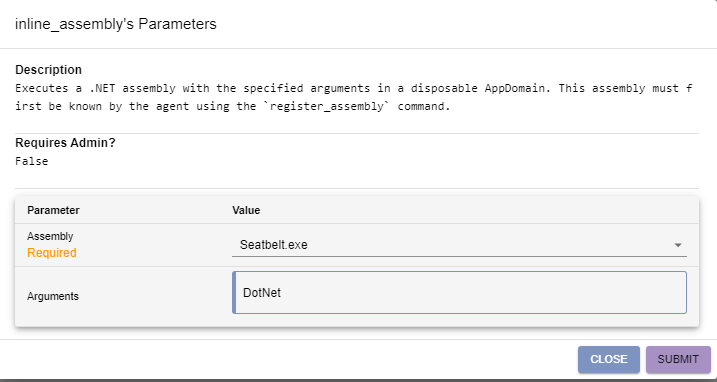 inline_assembly's Parameters
Description
Executes a .NET assembly with the specified arguments in a disposable AppDomain. This assembly must f
irst be known by the agent using the `register_assembly` command.
Requires Admin?
False
Parameter Value
Assembly
Required
Seatbelt.exe
Arguments
DotNet
CLOSE SUBMIT